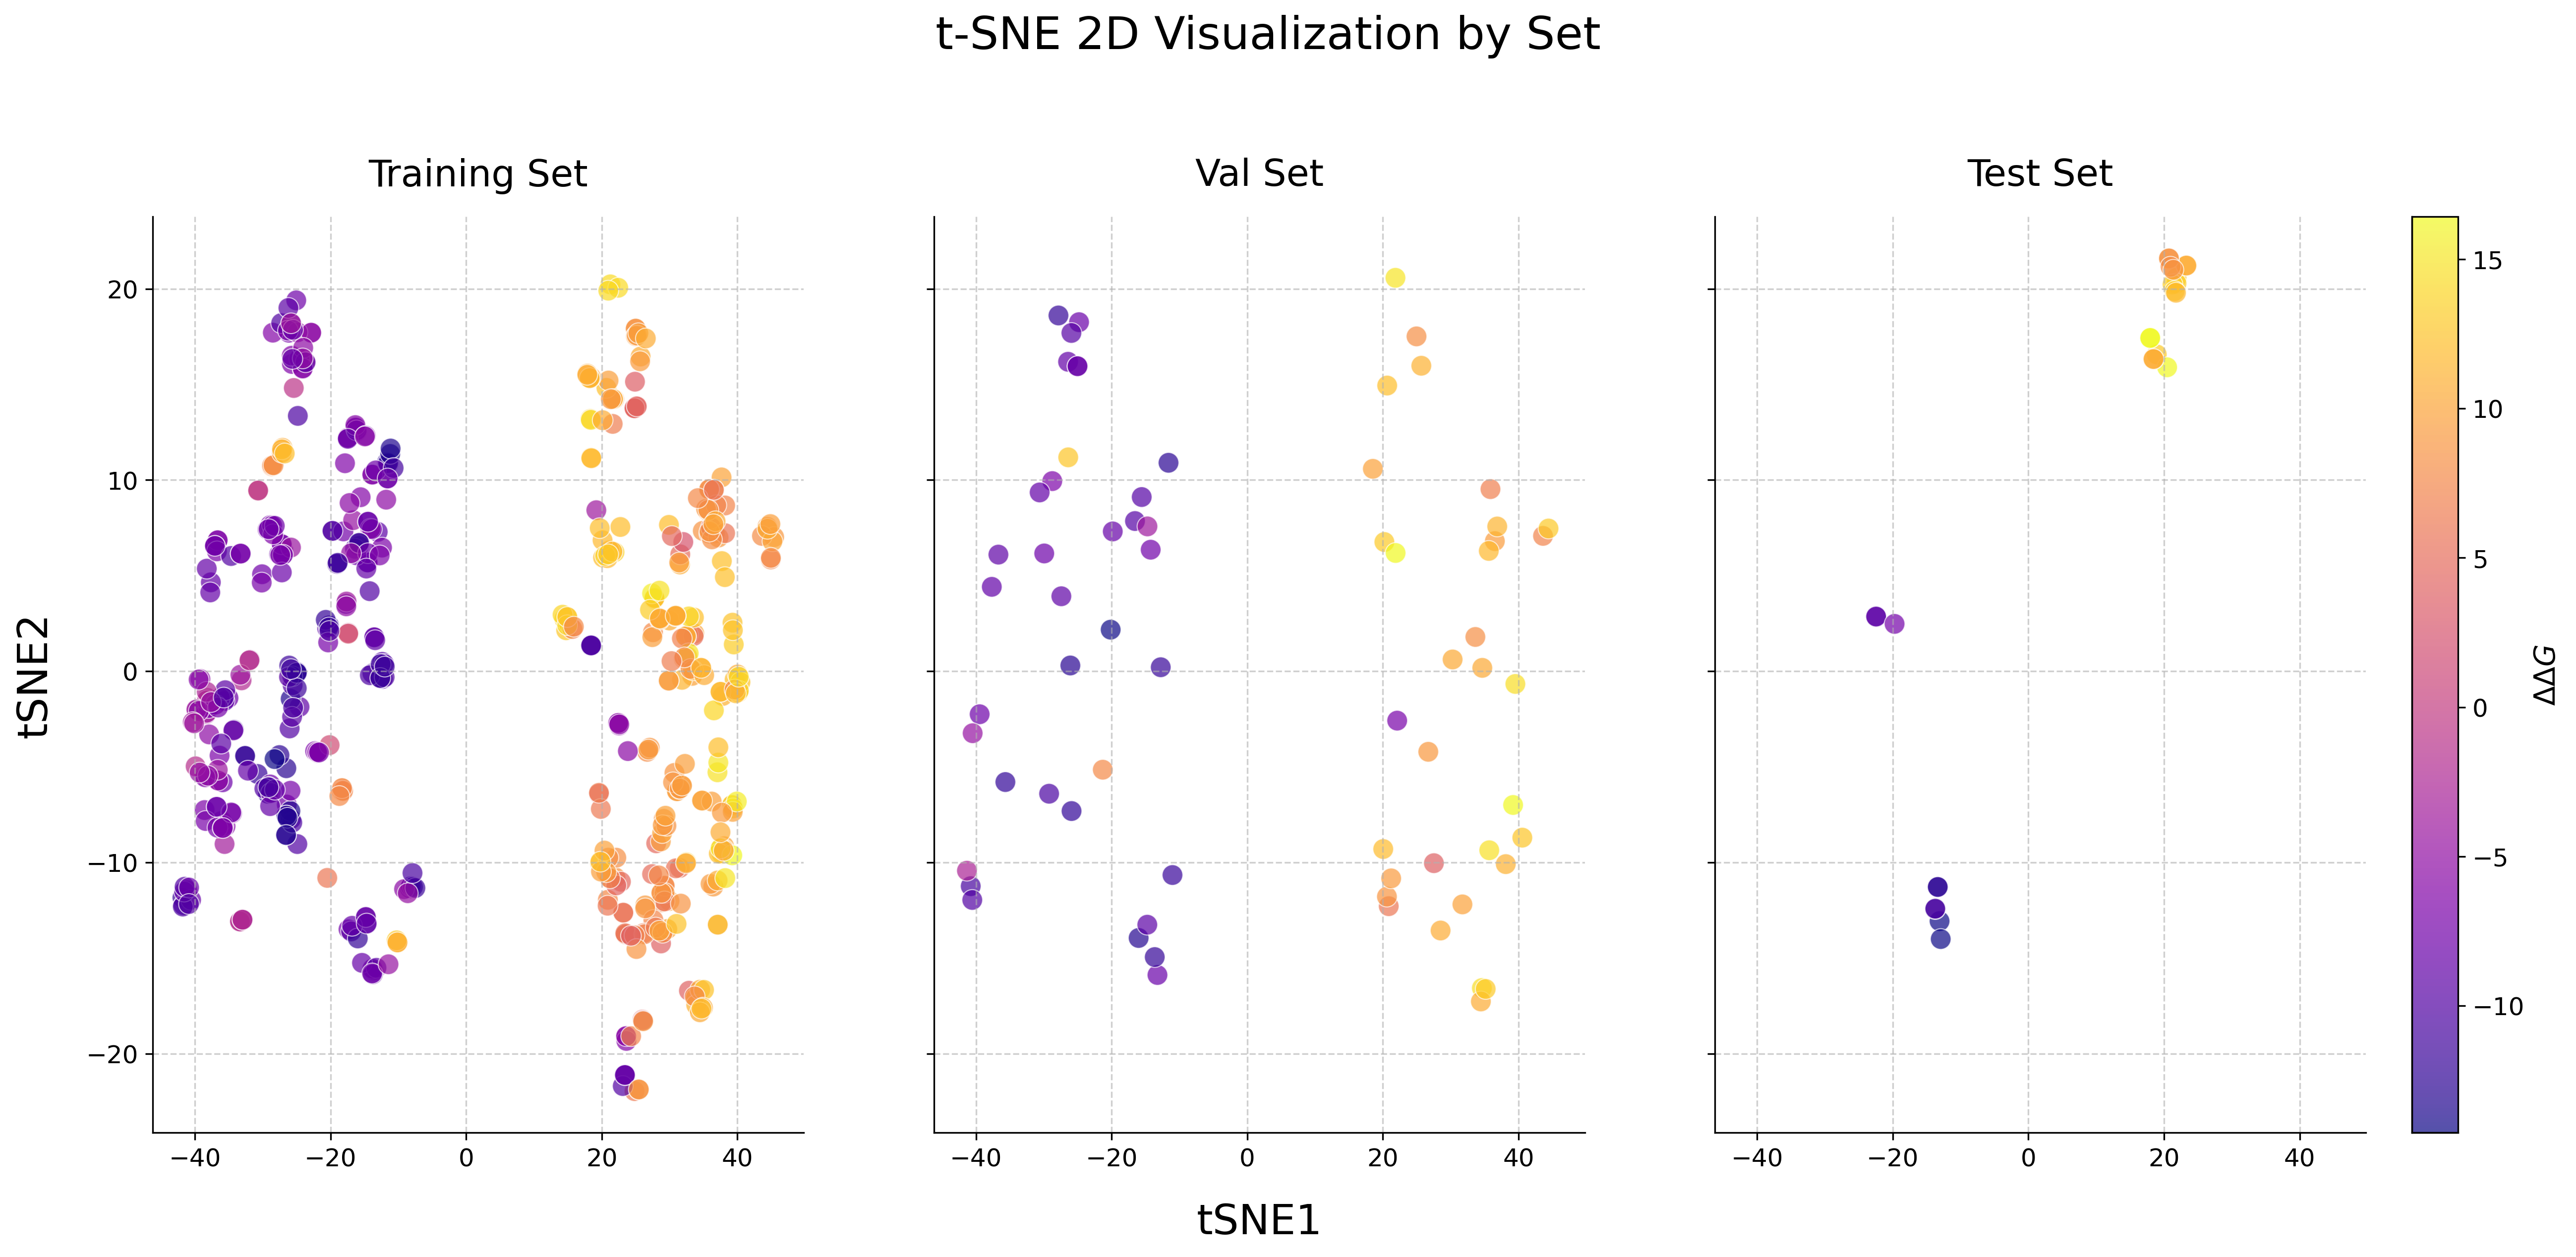 t-SNE 2D Visualization by Set
Training Set
Val Set
Test Set
tSNE2
20
10
0
−10
−20
−40 −20 0 20 40
−40 −20 0 20 40
−40 −20 0 20 40
tSNE1
15
10
5
0
−5
−10
ΔΔG